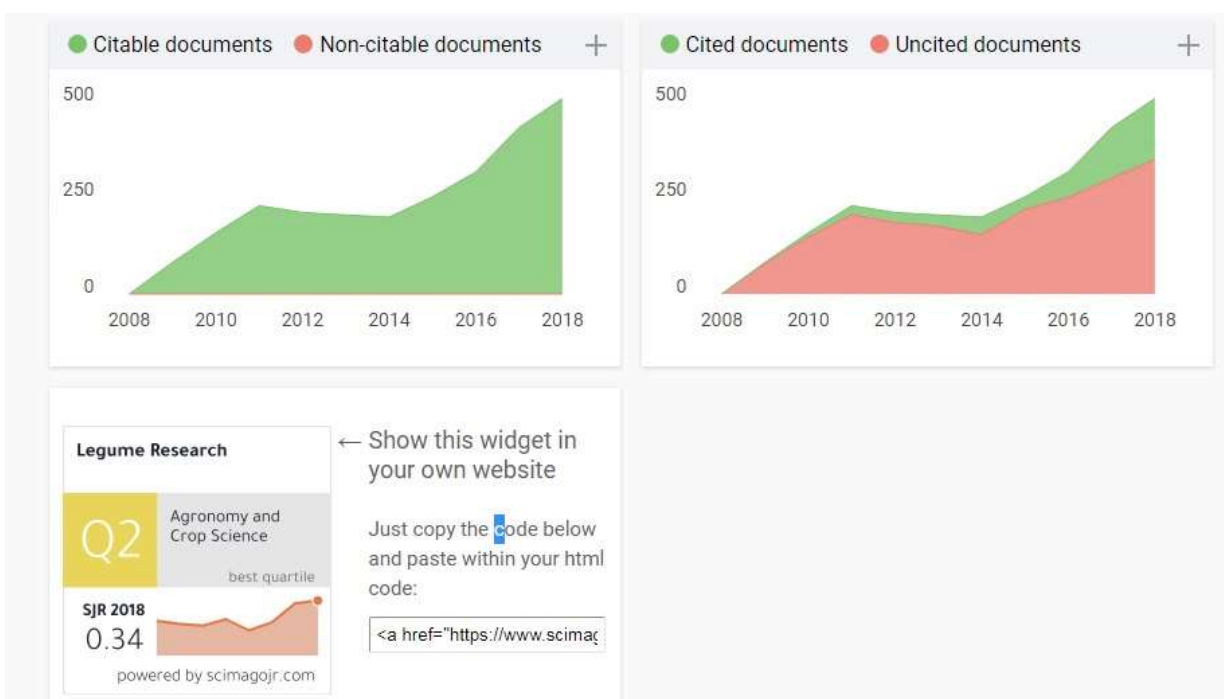 Citable documents Non-citable documents +
500
250
0
2008 2010 2012 2014 2016 2018
Cited documents Uncited documents +
500
250
0
2008 2010 2012 2014 2016 2018
Legume Research
Q2
Agronomy and
Crop Science
best quartile
SJR 2018
0.34
powered by scimagojr.com
← Show this widget in
your own website
Just copy the code below
and paste within your html
code:
<a href="https://www.scimag